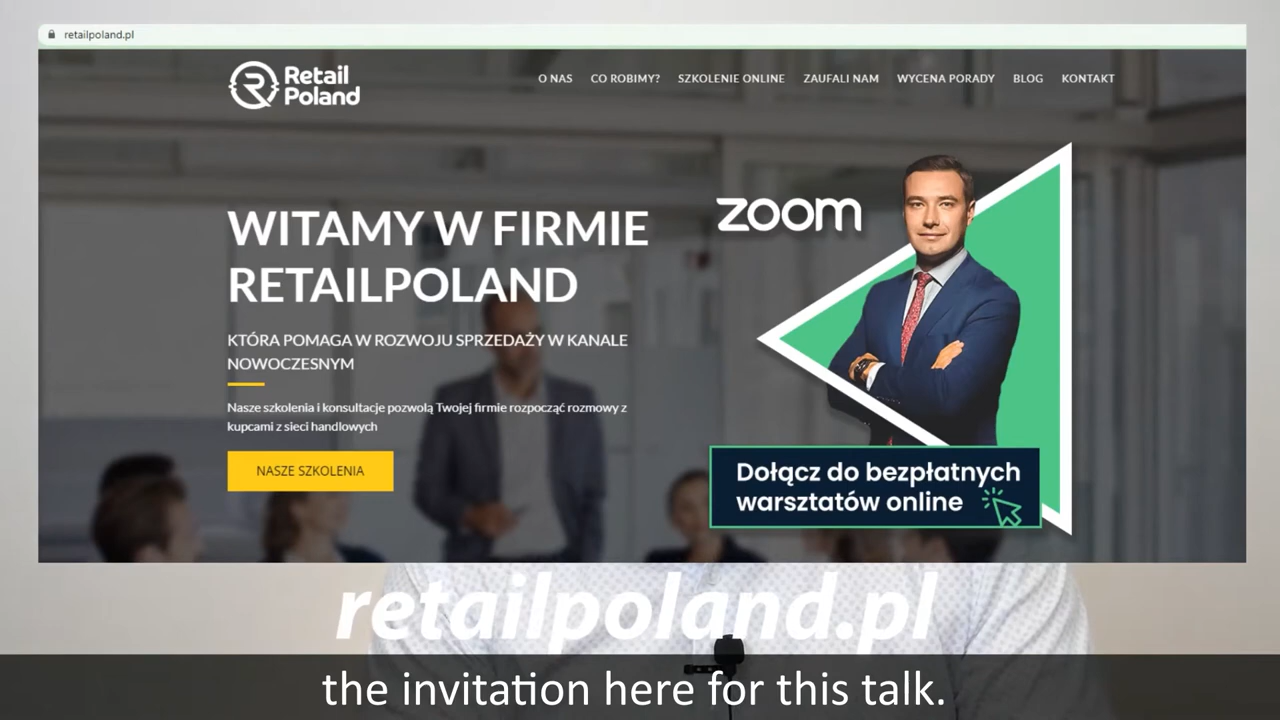 retailpoland.pl
Retail
Poland
O NAS CO ROBIMY? SZKOLENIE ONLINE ZAUFALI NAM WYCENA PORADY BLOG KONTAKT
WITAMY W FIRMIE
RETAILPOLAND
KTÓRA POMAGA W ROZWOJU SPRZEDAŻY W KANALE
NOWOCZESNYM
Nasze szkolenia i konsultacje pozwolą Twojej firmie rozpocząć rozmowy z
kupcami z sieci handlowych
NASZE SZKOLENIA
zoom
Dołącz do bezpłatnych
warsztatów online
retailpoland.pl
the invitation here for this talk.